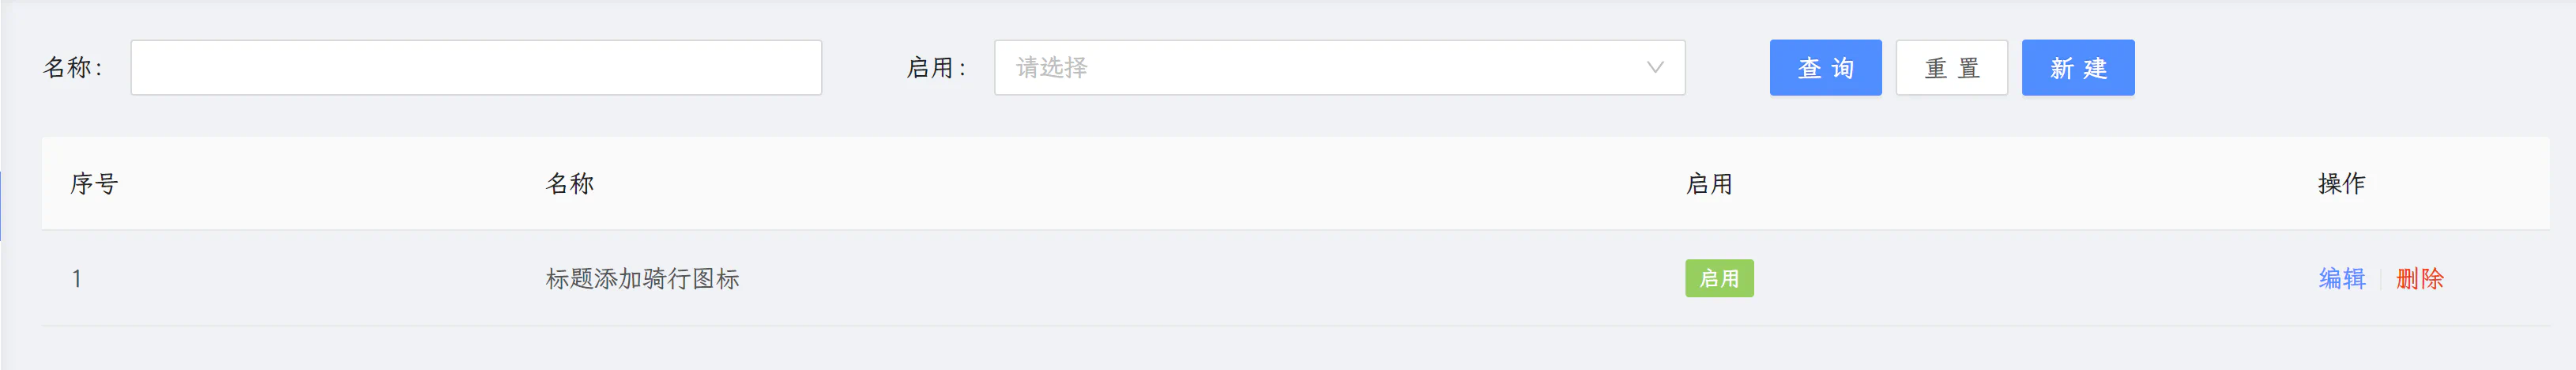 名称: 启用: 请选择 查 询 重 置 新 建
序号 名称 启用 操作
1 标题添加骑行图标 启用 编辑 删除